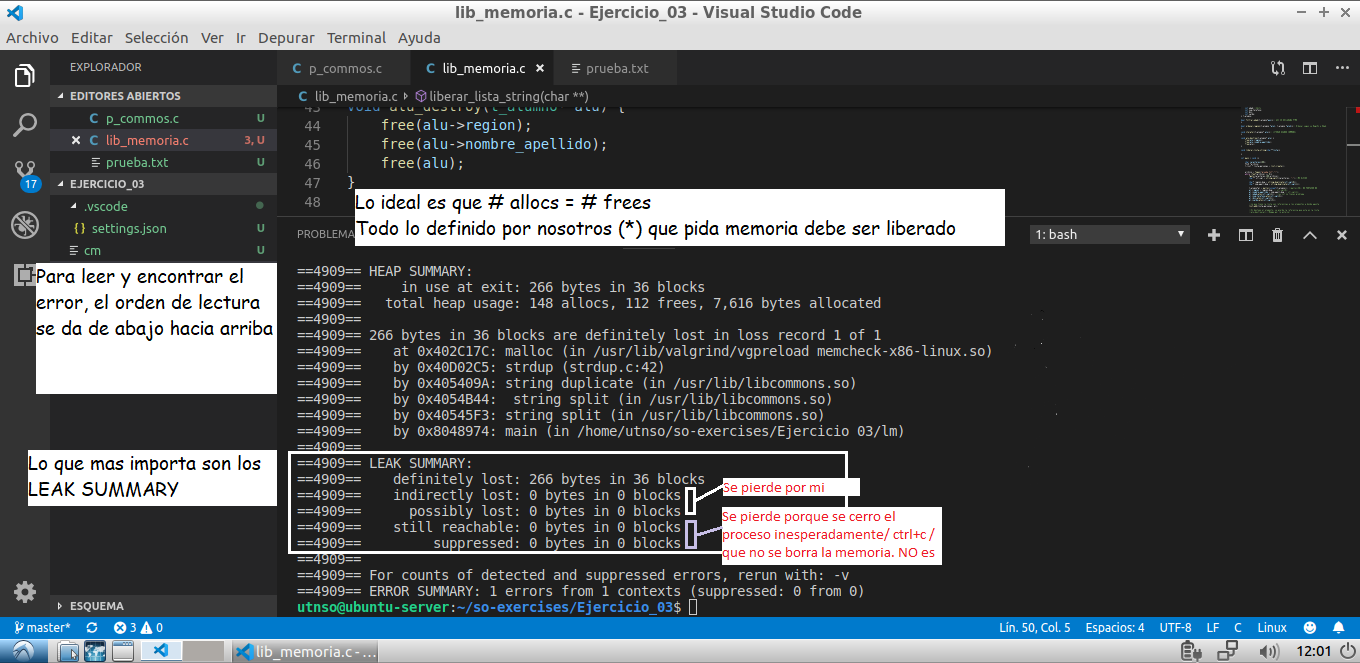 lib_memoria.c - Ejercicio_03 - Visual Studio Code
Archivo Editar Selección Ver Ir Depurar Terminal Ayuda
EXPLORADOR
EDITORES ABIERTOS
C p_commos.c U
C lib_memoria.c 3, U
prueba.txt U
EJERCICIO_03
.vscode
{} settings.json U
cm U
17
Para leer y encontrar el
error, el orden de lectura
se da de abajo hacia arriba
Lo que mas importa son los
LEAK SUMMARY
ESQUEMA
C p_commos.c C lib_memoria.c prueba.txt
C lib_memoria.c liberar_lista_string(char **)
43 void alu_destroy(t_alumno *alu) {
44 free(alu->region);
45 free(alu->nombre_apellido);
46 free(alu);
47 }
48
Lo ideal es que # allocs = # frees
Todo lo definido por nosotros (*) que pida memoria debe ser liberado
PROBLEMA
1: bash
==4909== HEAP SUMMARY:
==4909== in use at exit: 266 bytes in 36 blocks
==4909== total heap usage: 148 allocs, 112 frees, 7,616 bytes allocated
==4909==
==4909== 266 bytes in 36 blocks are definitely lost in loss record 1 of 1
==4909== at 0x402C17C: malloc (in /usr/lib/valgrind/vgpreload memcheck-x86-linux.so)
==4909== by 0x40D02C5: strdup (strdup.c:42)
==4909== by 0x405409A: string duplicate (in /usr/lib/libcommons.so)
==4909== by 0x4054B44: string split (in /usr/lib/libcommons.so)
==4909== by 0x40545F3: string split (in /usr/lib/libcommons.so)
==4909== by 0x8048974: main (in /home/utnso/so-exercises/Ejercicio 03/lm)
==4909==
==4909== LEAK SUMMARY:
==4909== definitely lost: 266 bytes in 36 blocks
==4909== indirectly lost: 0 bytes in 0 blocks
==4909== possibly lost: 0 bytes in 0 blocks
==4909== still reachable: 0 bytes in 0 blocks
==4909== suppressed: 0 bytes in 0 blocks
==4909==
==4909== For counts of detected and suppressed errors, rerun with: -v
==4909== ERROR SUMMARY: 1 errors from 1 contexts (suppressed: 0 from 0)
utnso@ubuntu-server:~/so-exercises/Ejercicio_03$
Se pierde por mi
Se pierde porque se cerro el
proceso inesperadamente/ ctrl+c /
que no se borra la memoria. NO es
master* 3 0 Lín. 50, Col. 5 Espacios: 4 UTF-8 LF C Linux
lib_memoria.c - ... 12:01